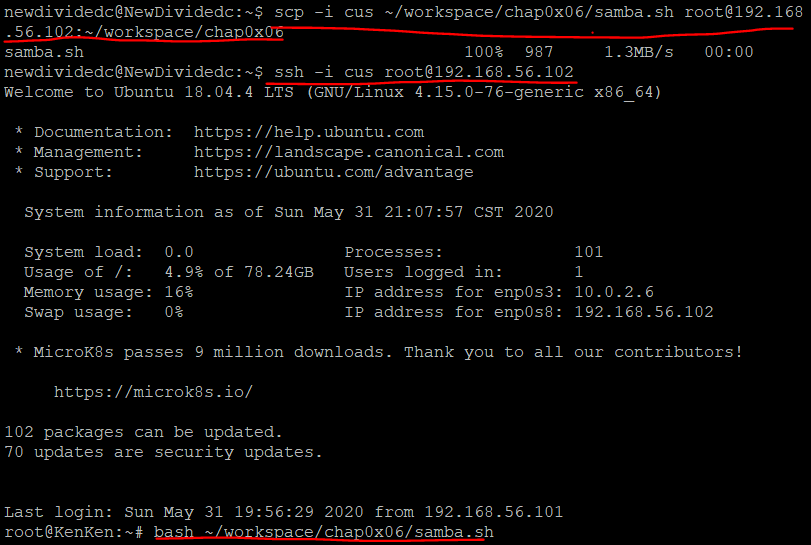 newdividedc@NewDividedc:~$ scp -i cus ~/workspace/chap0x06/samba.sh root@192.168
.56.102:~/workspace/chap0x06
samba.sh                                      100%  987     1.3MB/s   00:00
newdividedc@NewDividedc:~$ ssh -i cus root@192.168.56.102
Welcome to Ubuntu 18.04.4 LTS (GNU/Linux 4.15.0-76-generic x86_64)

 * Documentation:  https://help.ubuntu.com
 * Management:     https://landscape.canonical.com
 * Support:        https://ubuntu.com/advantage

  System information as of Sun May 31 21:07:57 CST 2020

  System load:  0.0               Processes:             101
  Usage of /:   4.9% of 78.24GB   Users logged in:       1
  Memory usage: 16%               IP address for enp0s3: 10.0.2.6
  Swap usage:   0%                IP address for enp0s8: 192.168.56.102

 * MicroK8s passes 9 million downloads. Thank you to all our contributors!

     https://microk8s.io/

102 packages can be updated.
70 updates are security updates.


Last login: Sun May 31 19:56:29 2020 from 192.168.56.101
root@KenKen:~# bash ~/workspace/chap0x06/samba.sh